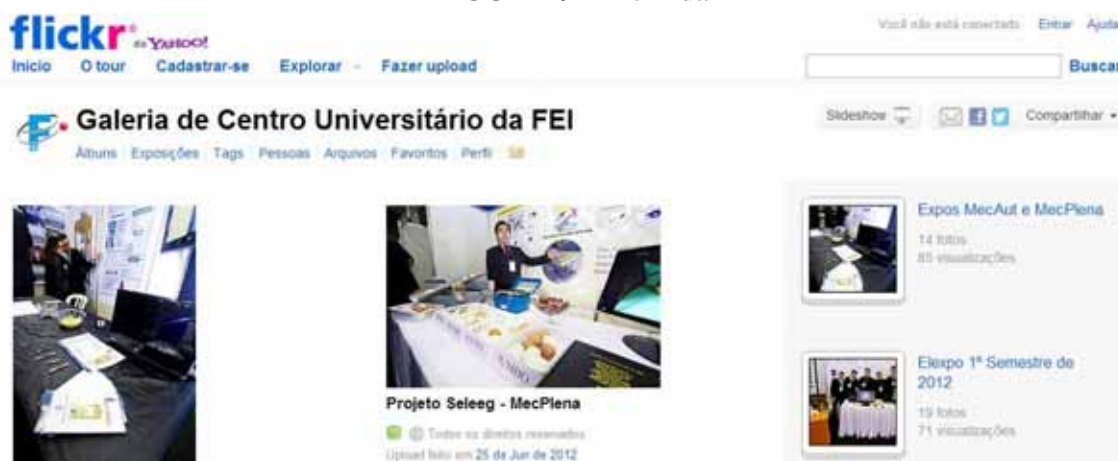 flickr de YAHOO!
Você não está conectado Entrar Ajuda
Início O tour Cadastrar-se Explorar Fazer upload
Buscar
Galeria de Centro Universitário da FEI
Slideshow Compartilhar
Álbuns Exposições Tags Pessoas Arquivos Favoritos Perfil
Projeto Seleeg - MecPlena
Todos os direitos reservados
Upload feito em 25 de Jun de 2012
Expos MecAut e MecPlena
14 fotos
85 visualizações
Elexpo 1º Semestre de
2012
19 fotos
71 visualizações